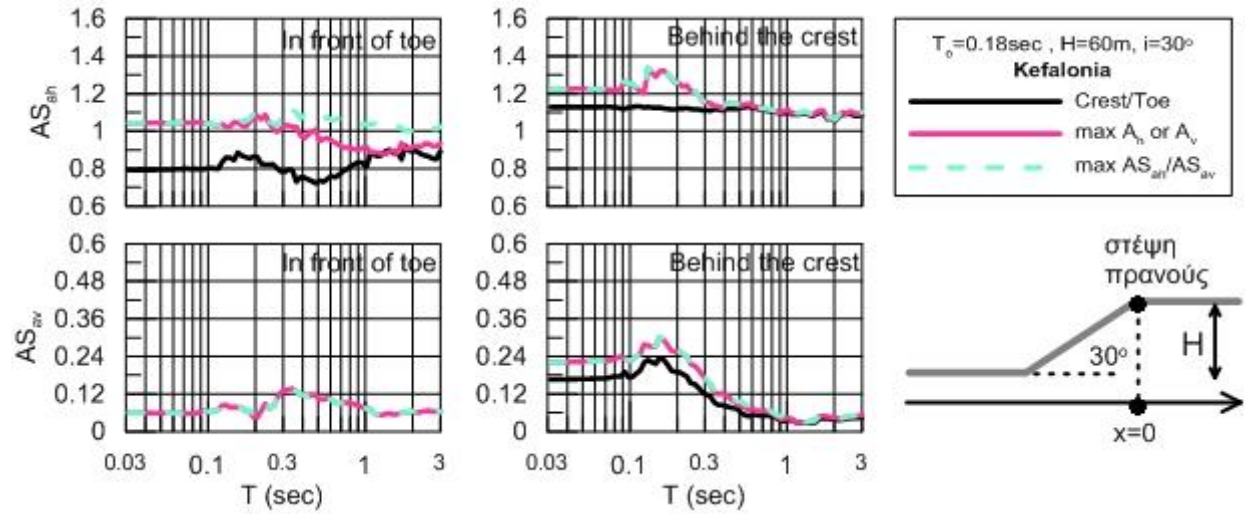 1.6
1.4
1.2
1
0.8
0.6
AS_ah
In front of toe
1.6
1.4
1.2
1
0.8
0.6
Behind the crest
T_o=0.18sec , H=60m, i=30º
Kefalonia
Crest/Toe
max A_h or A_v
max AS_ah/AS_av
0.6
0.48
0.36
0.24
0.12
0
AS_av
In front of toe
0.03
0.1
0.3
1
3
T (sec)
0.6
0.48
0.36
0.24
0.12
0
Behind the crest
0.03
0.1
0.3
1
3
T (sec)
στέψη
πρανούς
30º
H
x=0